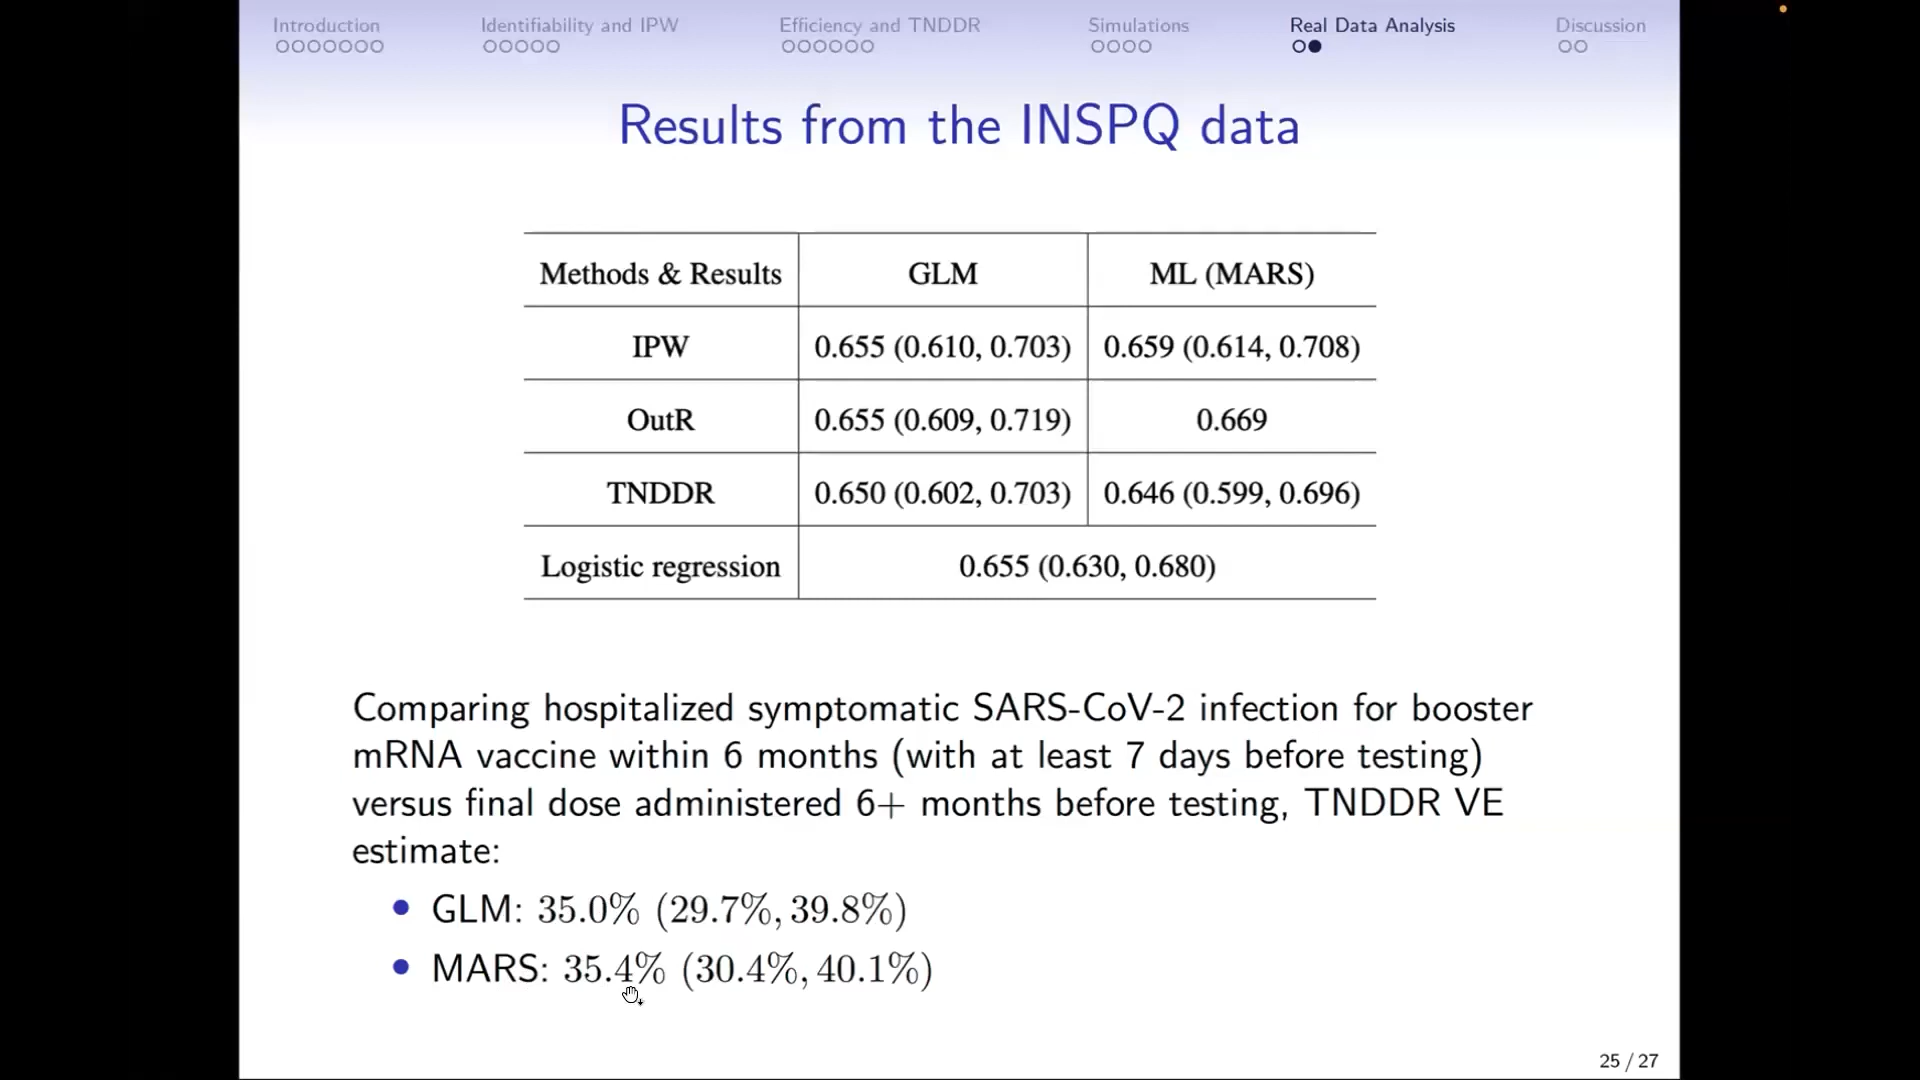 Introduction Identifiability and IPW Efficiency and TNDDR Simulations Real Data Analysis Discussion
Results from the INSPQ data
Methods & Results GLM ML (MARS)
IPW 0.655 (0.610, 0.703) 0.659 (0.614, 0.708)
OutR 0.655 (0.609, 0.719) 0.669
TNDDR 0.650 (0.602, 0.703) 0.646 (0.599, 0.696)
Logistic regression 0.655 (0.630, 0.680)
Comparing hospitalized symptomatic SARS-CoV-2 infection for booster
mRNA vaccine within 6 months (with at least 7 days before testing)
versus final dose administered 6+ months before testing, TNDDR VE
estimate:
• GLM: 35.0% (29.7%, 39.8%)
• MARS: 35.4% (30.4%, 40.1%)
25 / 27